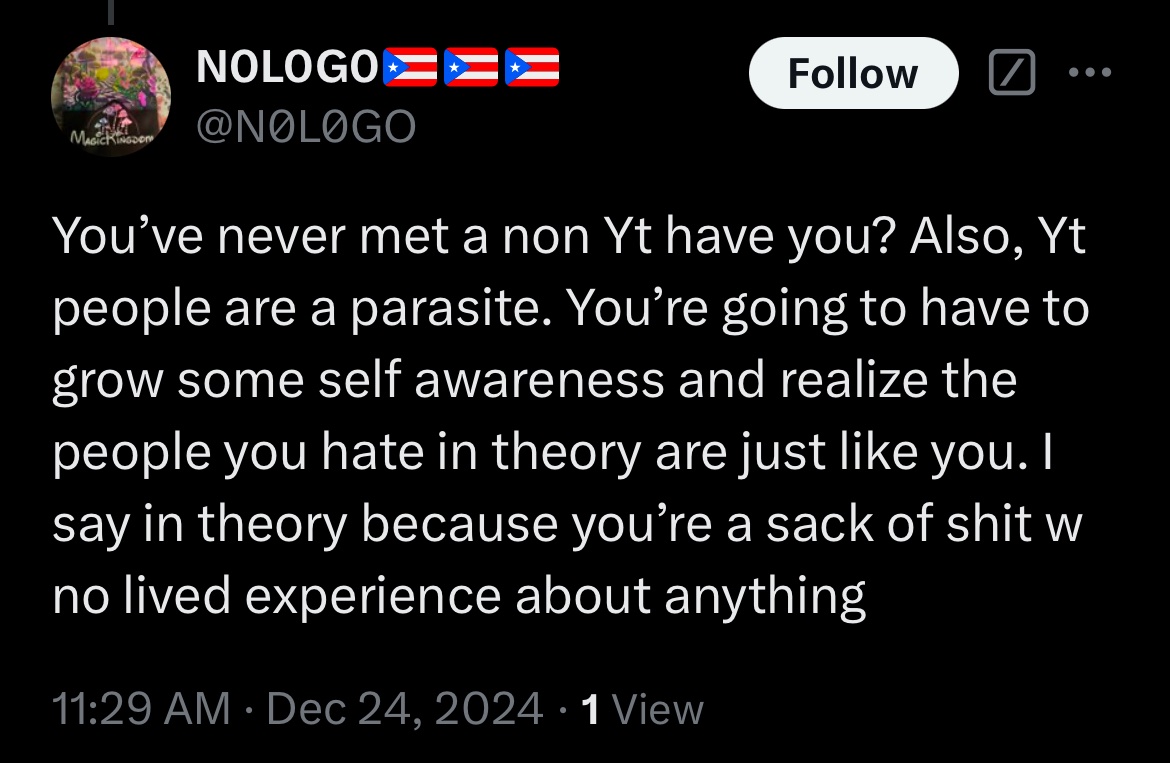 NOLOGO🇵🇷🇵🇷🇵🇷
Follow
@NØLØGO
MagicKingdom
You’ve never met a non Yt have you? Also, Yt
people are a parasite. You’re going to have to
grow some self awareness and realize the
people you hate in theory are just like you. I
say in theory because you’re a sack of shit w
no lived experience about anything
11:29 AM · Dec 24, 2024 · 1 View